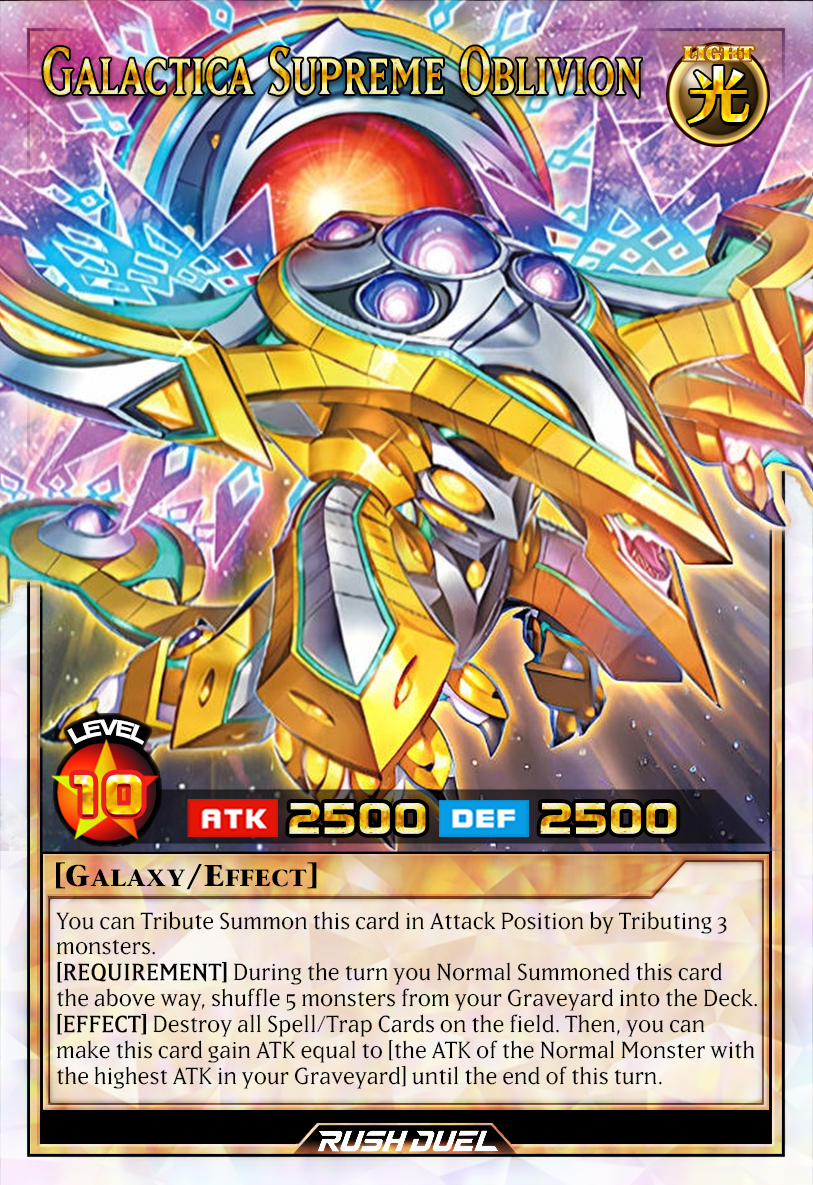 GALACTICA SUPREME OBLIVION
LIGHT
光
LEVEL
10
ATK 2500 DEF 2500
[GALAXY/EFFECT]
You can Tribute Summon this card in Attack Position by Tributing 3
monsters.
[REQUIREMENT] During the turn you Normal Summoned this card
the above way, shuffle 5 monsters from your Graveyard into the Deck.
[EFFECT] Destroy all Spell/Trap Cards on the field. Then, you can
make this card gain ATK equal to [the ATK of the Normal Monster with
the highest ATK in your Graveyard] until the end of this turn.
RUSH DUEL